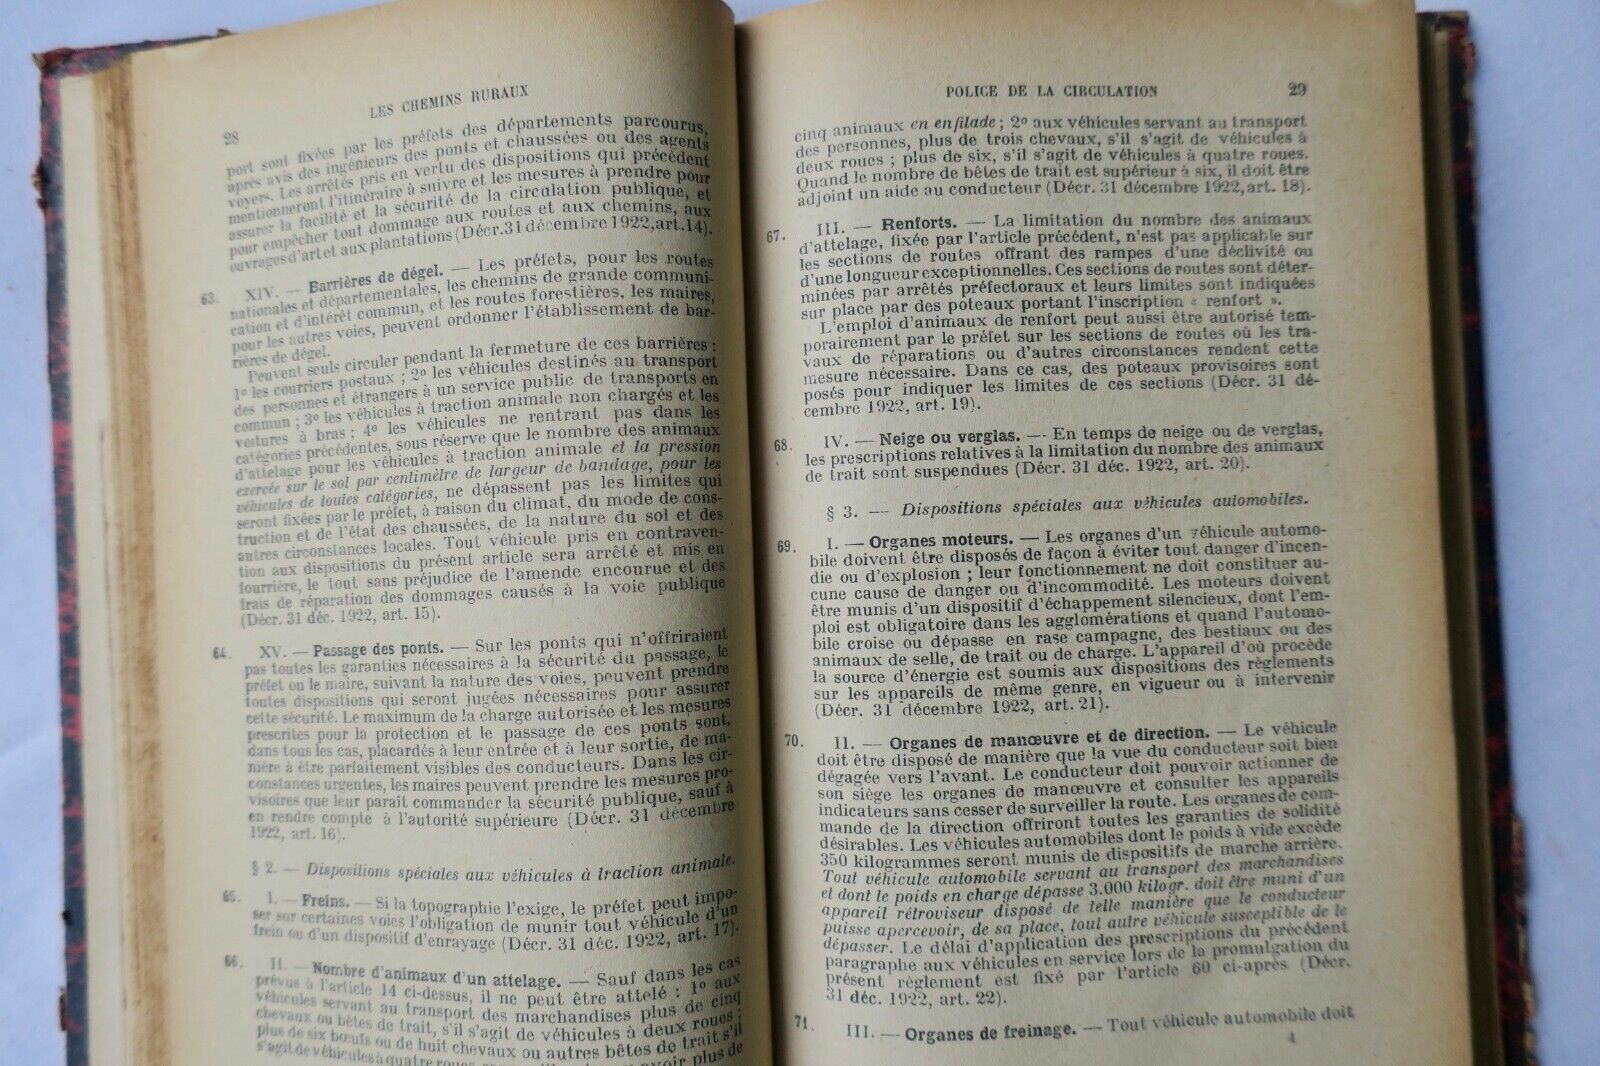 LES CHEMINS RURAUX
28
port sont fixées par les préfets des départements parcourus,
après avis des ingénieurs des ponts et chaussées ou des agents
voyers. Les arrêtés pris en vertu des dispositions qui précèdent
mentionneront l'itinéraire à suivre et les mesures à prendre pour
assurer la facilité et la sécurité de la circulation publique, et
pour empêcher tout dommage aux routes et aux chemins, aux
ouvrages d'art et aux plantations (Décr. 31 décembre 1922, art. 14).
63. XIV. — Barrières de dégel. — Les préfets, pour les routes
nationales et départementales, les chemins de grande communi-
cation et d'intérêt commun, et les routes forestières, les maires,
pour les autres voies, peuvent ordonner l'établissement de bar-
rières de dégel.
Peuvent seuls circuler pendant la fermeture de ces barrières :
1º les courriers postaux ; 2º les véhicules destinés au transport
des personnes et étrangers à un service public de transports en
commun ; 3º les véhicules à traction animale non chargés et les
voitures à bras ; 4º les véhicules ne rentrant pas dans les
catégories précédentes, sous réserve que le nombre des animaux
d'attelage pour les véhicules à traction animale et la pression
exercée sur le sol par centimètre de largeur de bandage, pour les
véhicules de toutes catégories, ne dépassent pas les limites qui
seront fixées par le préfet, à raison du climat, du mode de cons-
truction et de l'état des chaussées, de la nature du sol et des
autres circonstances locales. Tout véhicule pris en contraven-
tion aux dispositions du présent article sera arrêté et mis en
fourrière, le tout sans préjudice de l'amende encourue et des
frais de réparation des dommages causés à la voie publique
(Décr. 31 déc. 1922, art. 15).
64. XV. — Passage des ponts. — Sur les ponts qui n'offriraient
pas toutes les garanties nécessaires à la sécurité du passage, le
préfet ou le maire, suivant la nature des voies, peuvent prendre
toutes dispositions qui seront jugées nécessaires pour assurer
cette sécurité. Le maximum de la charge autorisée et les mesures
prescrites pour la protection et le passage de ces ponts sont,
dans tous les cas, placardés à leur entrée et à leur sortie, de ma-
nière à être parfaitement visibles des conducteurs. Dans les cir-
constances urgentes, les maires peuvent prendre les mesures pro-
visoires que leur paraît commander la sécurité publique, sauf à
en rendre compte à l'autorité supérieure (Décr. 31 décembre
1922, art. 16).
§ 2. — Dispositions spéciales aux véhicules à traction animale.
65. I. — Freins. — Si la topographie l'exige, le préfet peut impo-
ser sur certaines voies l'obligation de munir tout véhicule d'un
frein ou d'un dispositif d'enrayage (Décr. 31 déc. 1922, art. 17).
66. II. — Nombre d'animaux d'un attelage. — Sauf dans les cas
prévus à l'article 14 ci-dessus, il ne peut être attelé : 1º aux
véhicules servant au transport des marchandises plus de cinq
chevaux ou bêtes de trait, s'il s'agit de véhicules à deux roues ;
plus de six bœufs ou de huit chevaux ou autres bêtes de trait s'il
s'agit de véhicules à quatre roues
plus de
POLICE DE LA CIRCULATION 29
cinq animaux en enfilade ; 2º aux véhicules servant au transport
des personnes, plus de trois chevaux, s'il s'agit de véhicules à
deux roues ; plus de six, s'il s'agit de véhicules à quatre roues.
Quand le nombre de bêtes de trait est supérieur à six, il doit être
adjoint un aide au conducteur (Décr. 31 décembre 1922, art. 18).
67. III. — Renforts. — La limitation du nombre des animaux
d'attelage, fixée par l'article précédent, n'est pas applicable sur
les sections de routes offrant des rampes d'une déclivité ou
d'une longueur exceptionnelles. Ces sections de routes sont déter-
minées par arrêtés préfectoraux et leurs limites sont indiquées
sur place par des poteaux portant l'inscription « renfort ».
L'emploi d'animaux de renfort peut aussi être autorisé tem-
porairement par le préfet sur les sections de routes où les tra-
vaux de réparations ou d'autres circonstances rendent cette
mesure nécessaire. Dans ce cas, des poteaux provisoires sont
posés pour indiquer les limites de ces sections (Décr. 31 dé-
cembre 1922, art. 19).
68. IV. — Neige ou verglas. — En temps de neige ou de verglas,
les prescriptions relatives à la limitation du nombre des animaux
de trait sont suspendues (Décr. 31 déc. 1922, art. 20).
§ 3. — Dispositions spéciales aux véhicules automobiles.
69. I. — Organes moteurs. — Les organes d'un véhicule automo-
bile doivent être disposés de façon à éviter tout danger d'incen-
die ou d'explosion ; leur fonctionnement ne doit constituer au-
cune cause de danger ou d'incommodité. Les moteurs doivent
être munis d'un dispositif d'échappement silencieux, dont l'em-
ploi est obligatoire dans les agglomérations et quand l'automo-
bile croise ou dépasse en rase campagne, des bestiaux ou des
animaux de selle, de trait ou de charge. L'appareil d'où procède
la source d'énergie est soumis aux dispositions des règlements
sur les appareils de même genre, en vigueur ou à intervenir
(Décr. 31 décembre 1922, art. 21).
70. II. — Organes de manœuvre et de direction. — Le véhicule
doit être disposé de manière que la vue du conducteur soit bien
dégagée vers l'avant. Le conducteur doit pouvoir actionner de
son siège les organes de manœuvre et consulter les appareils
indicateurs sans cesser de surveiller la route. Les organes de com-
mande de la direction offriront toutes les garanties de solidité
désirables. Les véhicules automobiles dont le poids à vide excède
350 kilogrammes seront munis de dispositifs de marche arrière.
Tout véhicule automobile servant au transport des marchandises
et dont le poids en charge dépasse 3.000 kilogr. doit être muni d'un
appareil rétroviseur disposé de telle manière que le conducteur
puisse apercevoir, de sa place, tout autre véhicule susceptible de le
dépasser. Le délai d'application des prescriptions du précédent
paragraphe aux véhicules en service lors de la promulgation du
présent règlement est fixé par l'article 60 ci-après (Décr.
31 déc. 1922, art. 22).
71. III. — Organes de freinage. — Tout véhicule automobile doit